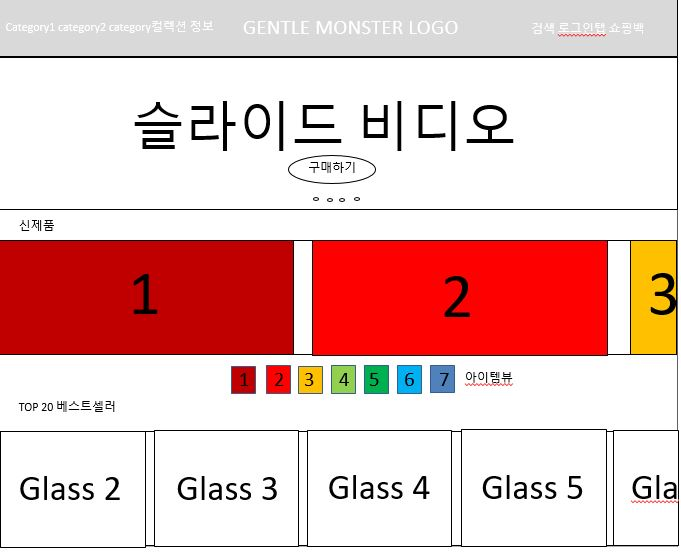 Category1 category2 category컬렉션 정보 GENTLE MONSTER LOGO 검색 로그인탭 쇼핑백
슬라이드 비디오
구매하기
신제품
1 2 3
1 2 3 4 5 6 7 아이템뷰
TOP 20 베스트셀러
Glass 2 Glass 3 Glass 4 Glass 5 Gla